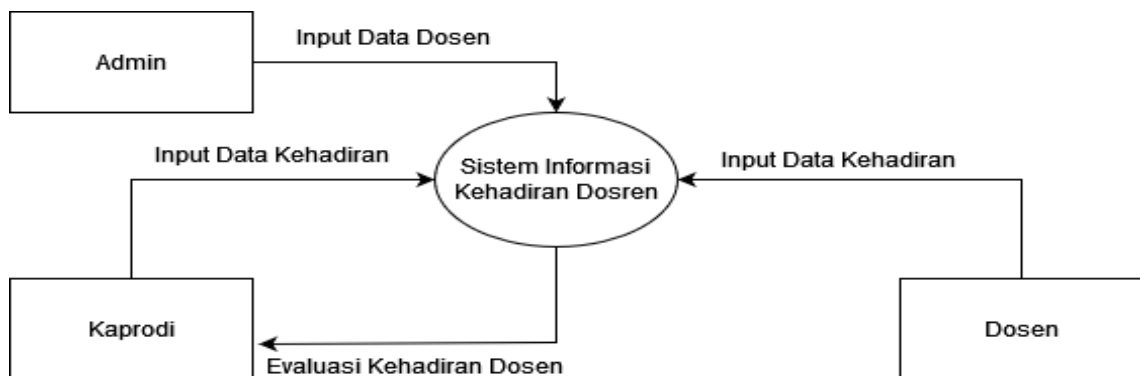 Input Data Dosen
Admin
Input Data Kehadiran
Sistem Informasi
Kehadiran Dosren
Input Data Kehadiran
Kaprodi
Dosen
Evaluasi Kehadiran Dosen